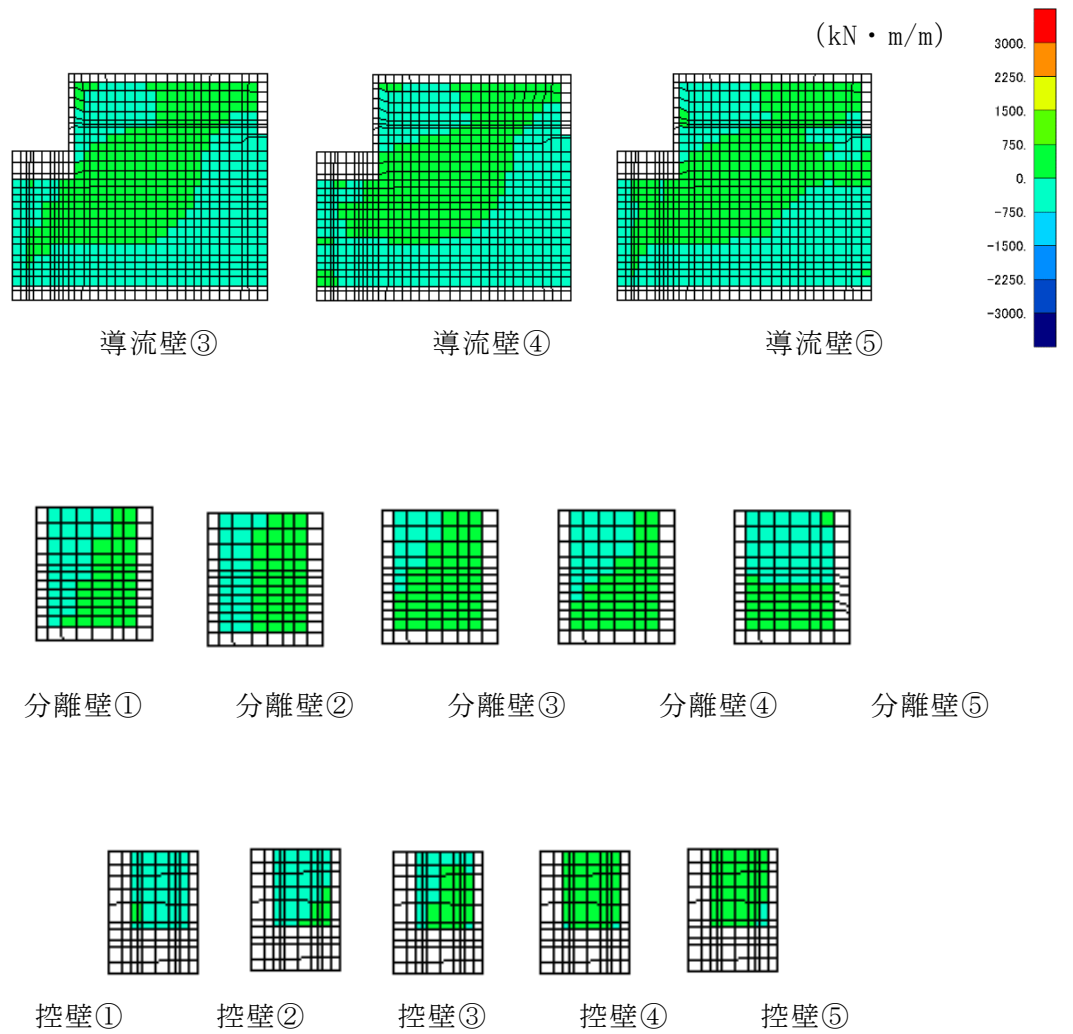 (kN・m/m)
3000.
2250.
1500.
750.
0.
-750.
-1500.
-2250.
-3000.
導流壁③ 導流壁④ 導流壁⑤
分離壁① 分離壁② 分離壁③ 分離壁④ 分離壁⑤
控壁① 控壁② 控壁③ 控壁④ 控壁⑤